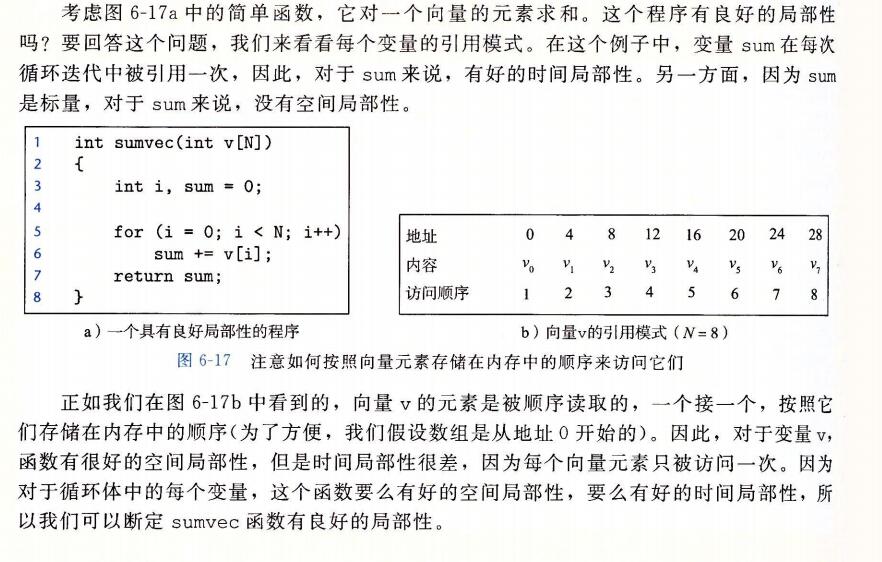 考虑图 6-17a 中的简单函数，它对一个向量的元素求和。这个程序有良好的局部性
吗？要回答这个问题，我们来看看每个变量的引用模式。在这个例子中，变量 sum 在每次
循环迭代中被引用一次，因此，对于 sum 来说，有好的时间局部性。另一方面，因为 sum
是标量，对于 sum 来说，没有空间局部性。
1 int sumvec(int v[N])
2 {
3 int i, sum = 0;
4
5 for (i = 0; i < N; i++)
6 sum += v[i];
7 return sum;
8 }
a）一个具有良好局部性的程序
地址 0 4 8 12 16 20 24 28
内容 v0 v1 v2 v3 v4 v5 v6 v7
访问顺序 1 2 3 4 5 6 7 8
b）向量v的引用模式（N=8）
图 6-17 注意如何按照向量元素存储在内存中的顺序来访问它们
正如我们在图 6-17b 中看到的，向量 v 的元素是被顺序读取的，一个接一个，按照它
们存储在内存中的顺序(为了方便，我们假设数组是从地址 0 开始的)。因此，对于变量 v，
函数有很好的空间局部性，但是时间局部性很差，因为每个向量元素只被访问一次。因为
对于循环体中的每个变量，这个函数要么有好的空间局部性，要么有好的时间局部性，所
以我们可以断定 sumvec 函数有良好的局部性。